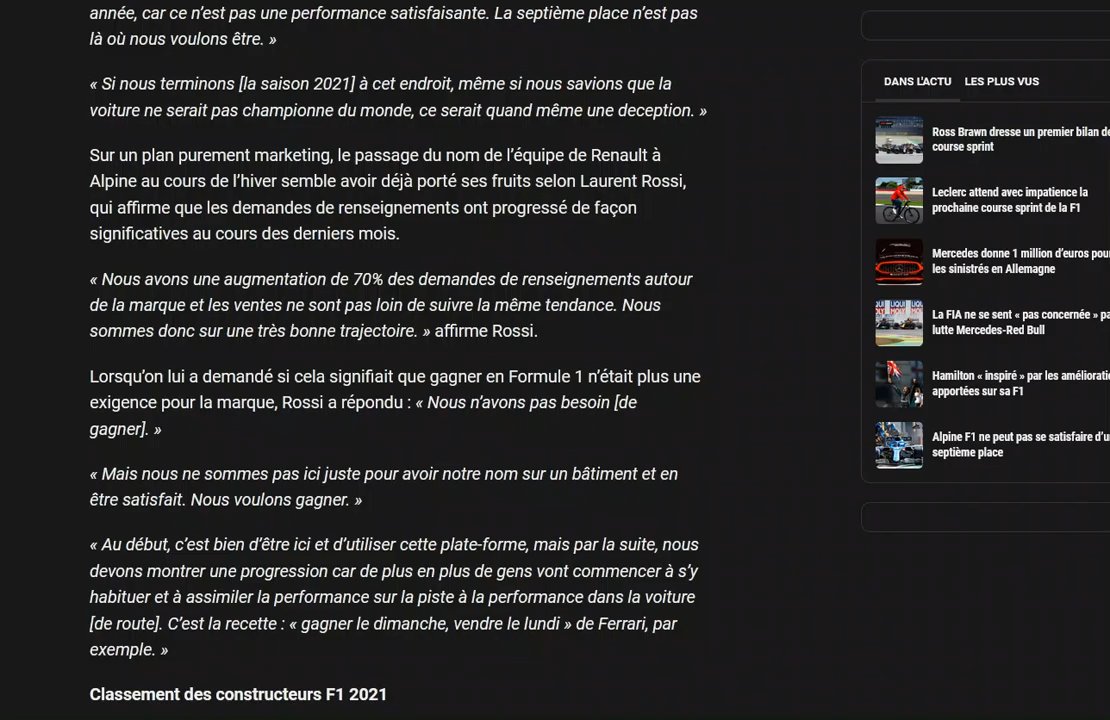 année, car ce n'est pas une performance satisfaisante. La septième place n'est pas
là où nous voulons être. »
« Si nous terminons [la saison 2021] à cet endroit, même si nous savions que la
voiture ne serait pas championne du monde, ce serait quand même une deception. »
Sur un plan purement marketing, le passage du nom de l'équipe de Renault à
Alpine au cours de l'hiver semble avoir déjà porté ses fruits selon Laurent Rossi,
qui affirme que les demandes de renseignements ont progressé de façon
significatives au cours des derniers mois.
« Nous avons une augmentation de 70% des demandes de renseignements autour
de la marque et les ventes ne sont pas loin de suivre la même tendance. Nous
sommes donc sur une très bonne trajectoire. » affirme Rossi.
Lorsqu'on lui a demandé si cela signifiait que gagner en Formule 1 n'était plus une
exigence pour la marque, Rossi a répondu : « Nous n'avons pas besoin [de
gagner]. »
« Mais nous ne sommes pas ici juste pour avoir notre nom sur un bâtiment et en
être satisfait. Nous voulons gagner. »
« Au début, c'est bien d'être ici et d'utiliser cette plate-forme, mais par la suite, nous
devons montrer une progression car de plus en plus de gens vont commencer à s'y
habituer et à assimiler la performance sur la piste à la performance dans la voiture
[de route]. C'est la recette : « gagner le dimanche, vendre le lundi » de Ferrari, par
exemple. »
Classement des constructeurs F1 2021
DANS L'ACTU LES PLUS VUS
Ross Brawn dresse un premier bilan de
course sprint
Leclerc attend avec impatience la
prochaine course sprint de la F1
Mercedes donne 1 million d'euros pour
les sinistrés en Allemagne
La FIA ne se sent « pas concernée » pa
lutte Mercedes-Red Bull
Hamilton « inspiré » par les amélioratio
apportées sur sa F1
Alpine F1 ne peut pas se satisfaire d'u
septième place